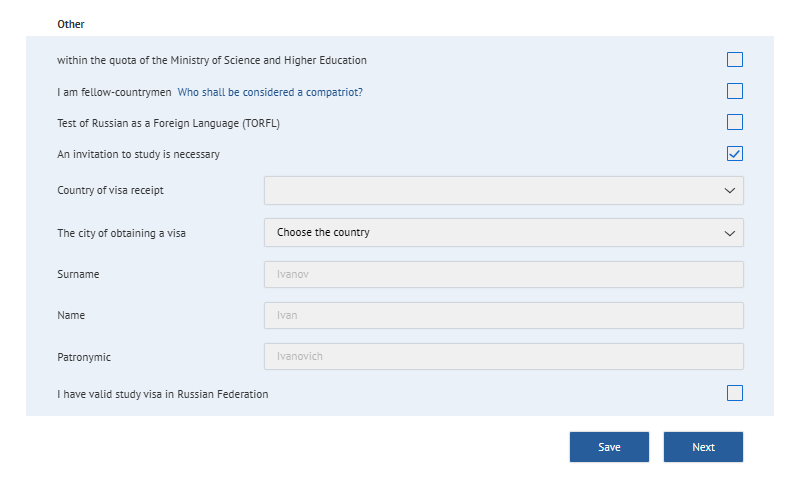 Other
within the quota of the Ministry of Science and Higher Education
I am fellow-countrymen Who shall be considered a compatriot?
Test of Russian as a Foreign Language (TORFL)
An invitation to study is necessary
Country of visa receipt
The city of obtaining a visa Choose the country
Surname Ivanov
Name Ivan
Patronymic Ivanovich
I have valid study visa in Russian Federation
Save Next